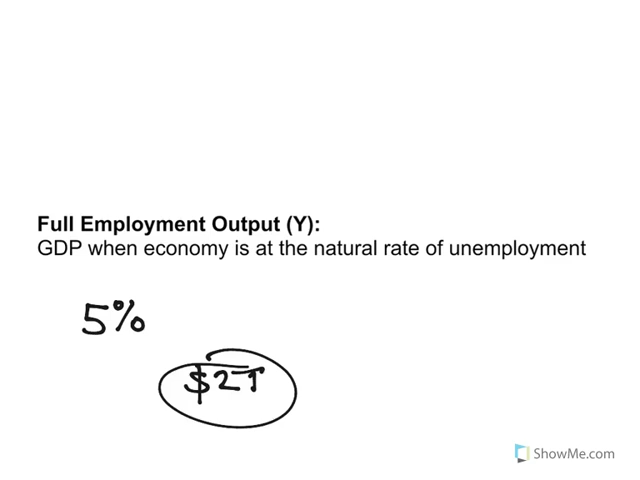 Full Employment Output (Y):
GDP when economy is at the natural rate of unemployment
5%
$2T
ShowMe.com